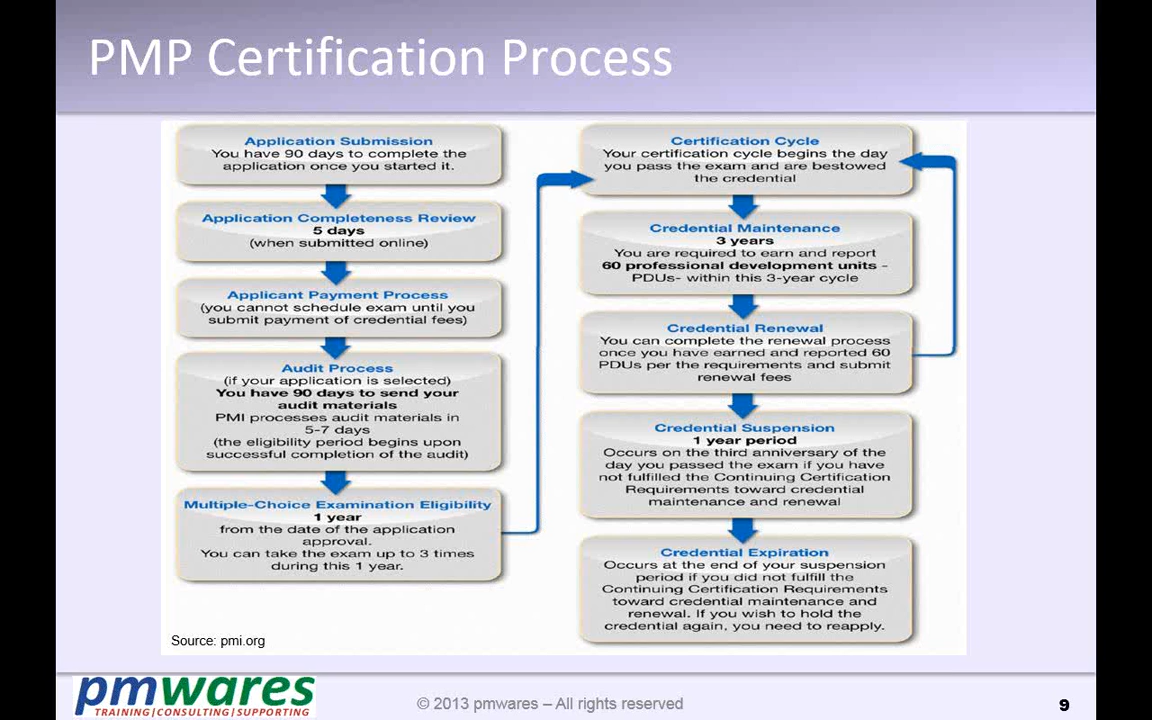 PMP Certification Process
Application Submission
You have 90 days to complete the
application once you started it.
Application Completeness Review
5 days
(when submitted online)
Applicant Payment Process
(you cannot schedule exam until you
submit payment of credential fees)
Audit Process
(if your application is selected)
You have 90 days to send your
audit materials
PMI processes audit materials in
5-7 days
(the eligibility period begins upon
successful completion of the audit)
Multiple-Choice Examination Eligibility
1 year
from the date of the application
approval.
You can take the exam up to 3 times
during this 1 year.
Certification Cycle
Your certification cycle begins the day
you pass the exam and are bestowed
the credential
Credential Maintenance
3 years
You are required to earn and report
60 professional development units -
PDUs- within this 3-year cycle
Credential Renewal
You can complete the renewal process
once you have earned and reported 60
PDUs per the requirements and submit
renewal fees
Credential Suspension
1 year period
Occurs on the third anniversary of the
day you passed the exam if you have
not fulfilled the Continuing Certification
Requirements toward credential
maintenance and renewal
Credential Expiration
Occurs at the end of your suspension
period if you did not fulfill the
Continuing Certification Requirements
toward credential maintenance and
renewal. If you wish to hold the
credential again, you need to reapply.
Source: pmi.org
pmwares
TRAINING|CONSULTING|SUPPORTING
© 2013 pmwares – All rights reserved
9